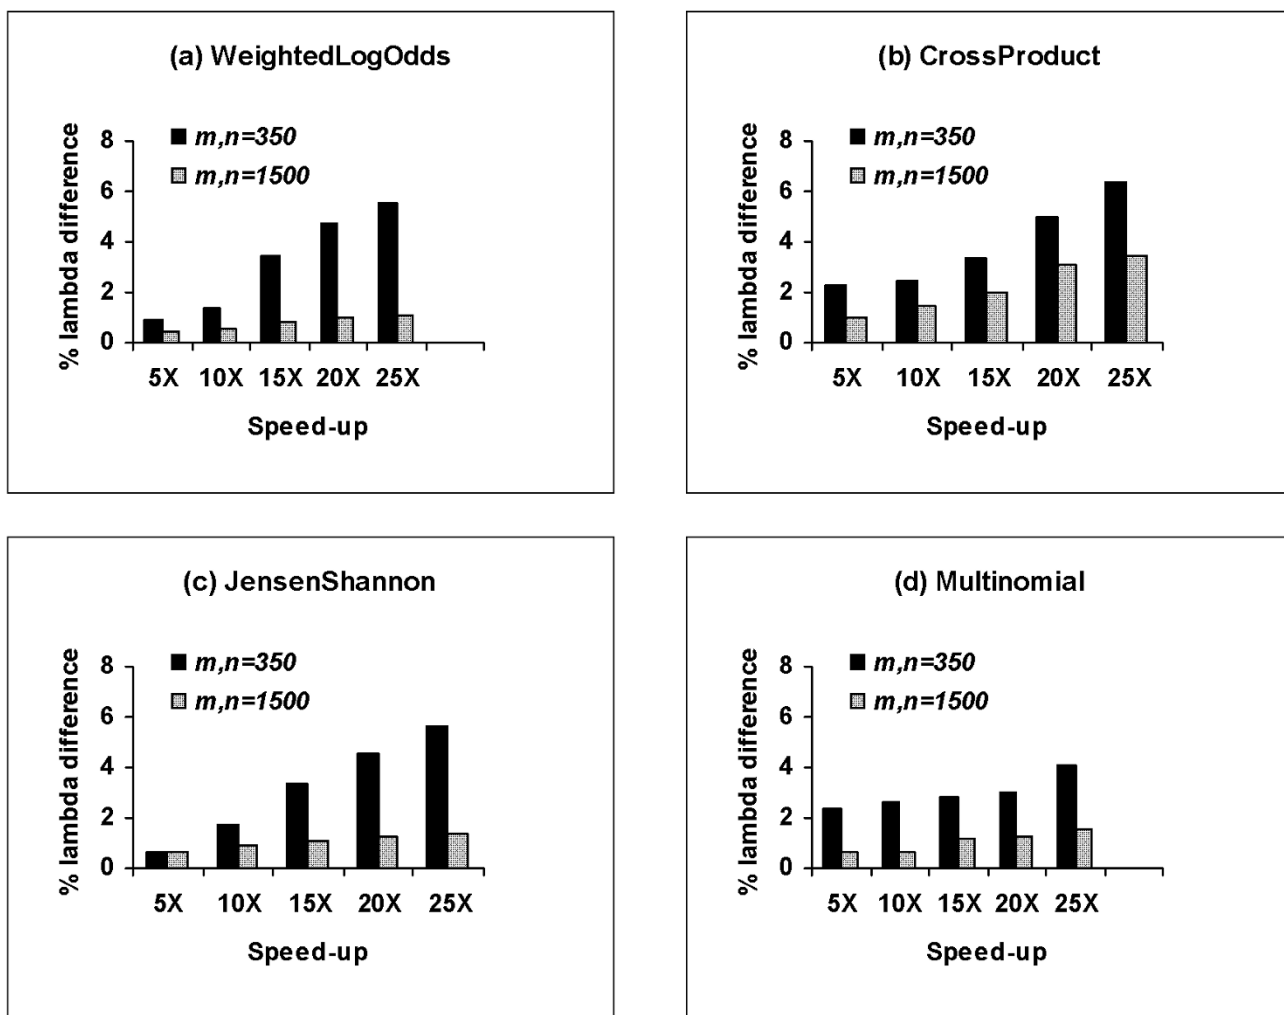 (a) WeightedLogOdds
% lambda difference
8
6
4
2
0
m,n=350
m,n=1500
5X 10X 15X 20X 25X
Speed-up
(b) CrossProduct
% lambda difference
8
6
4
2
0
m,n=350
m,n=1500
5X 10X 15X 20X 25X
Speed-up
(c) JensenShannon
% lambda difference
8
6
4
2
0
m,n=350
m,n=1500
5X 10X 15X 20X 25X
Speed-up
(d) Multinomial
% lambda difference
8
6
4
2
0
m,n=350
m,n=1500
5X 10X 15X 20X 25X
Speed-up